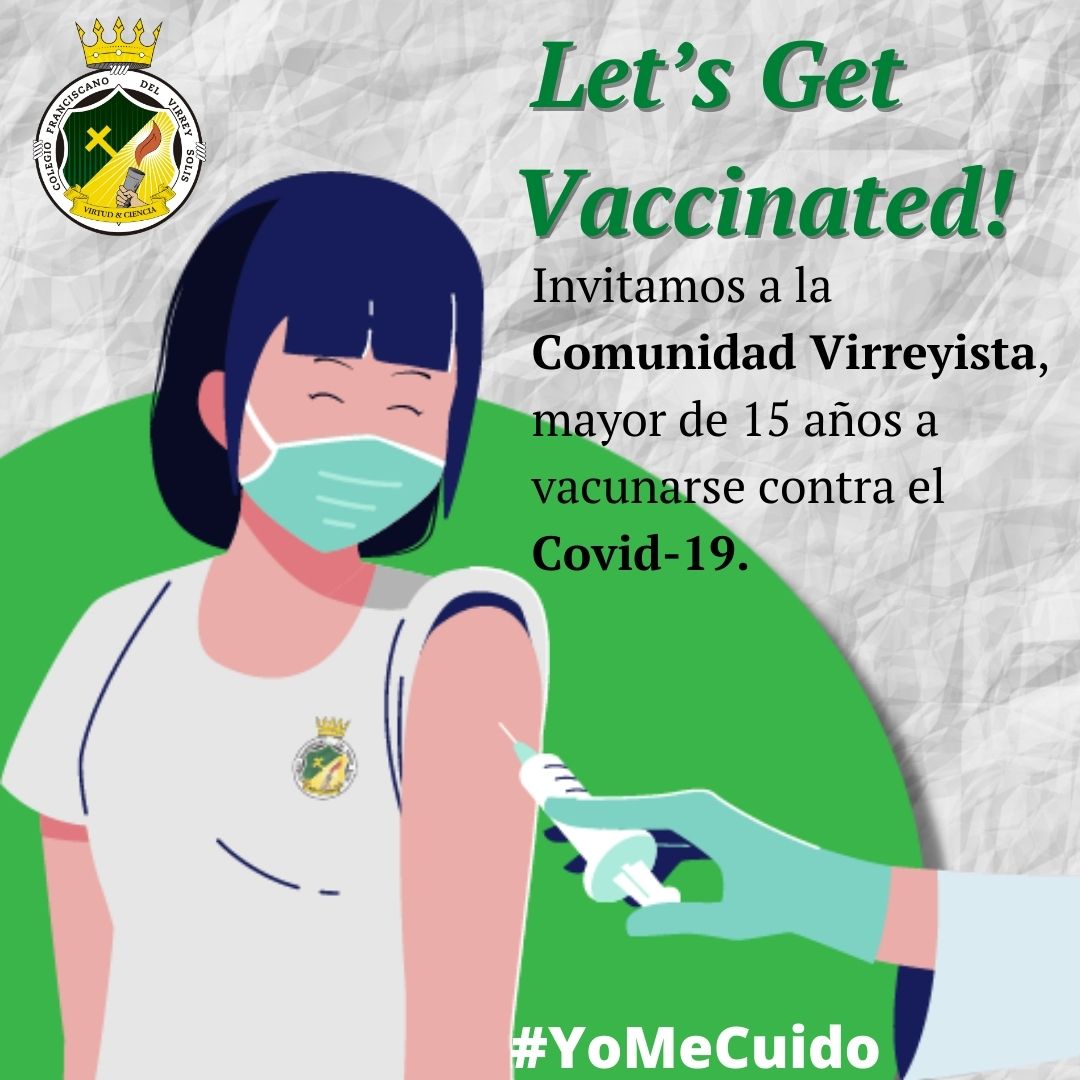 COLEGIO FRANCISCANO DEL VIRREY SOLIS
VIRTUD & CIENCIA
Let's Get
Vaccinated!
Invitamos a la
Comunidad Virreyista,
mayor de 15 años a
vacunarse contra el
Covid-19.
#YoMeCuido